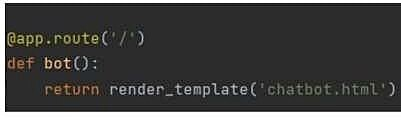 @app.route('/')
def bot():
    return render_template('chatbot.html')